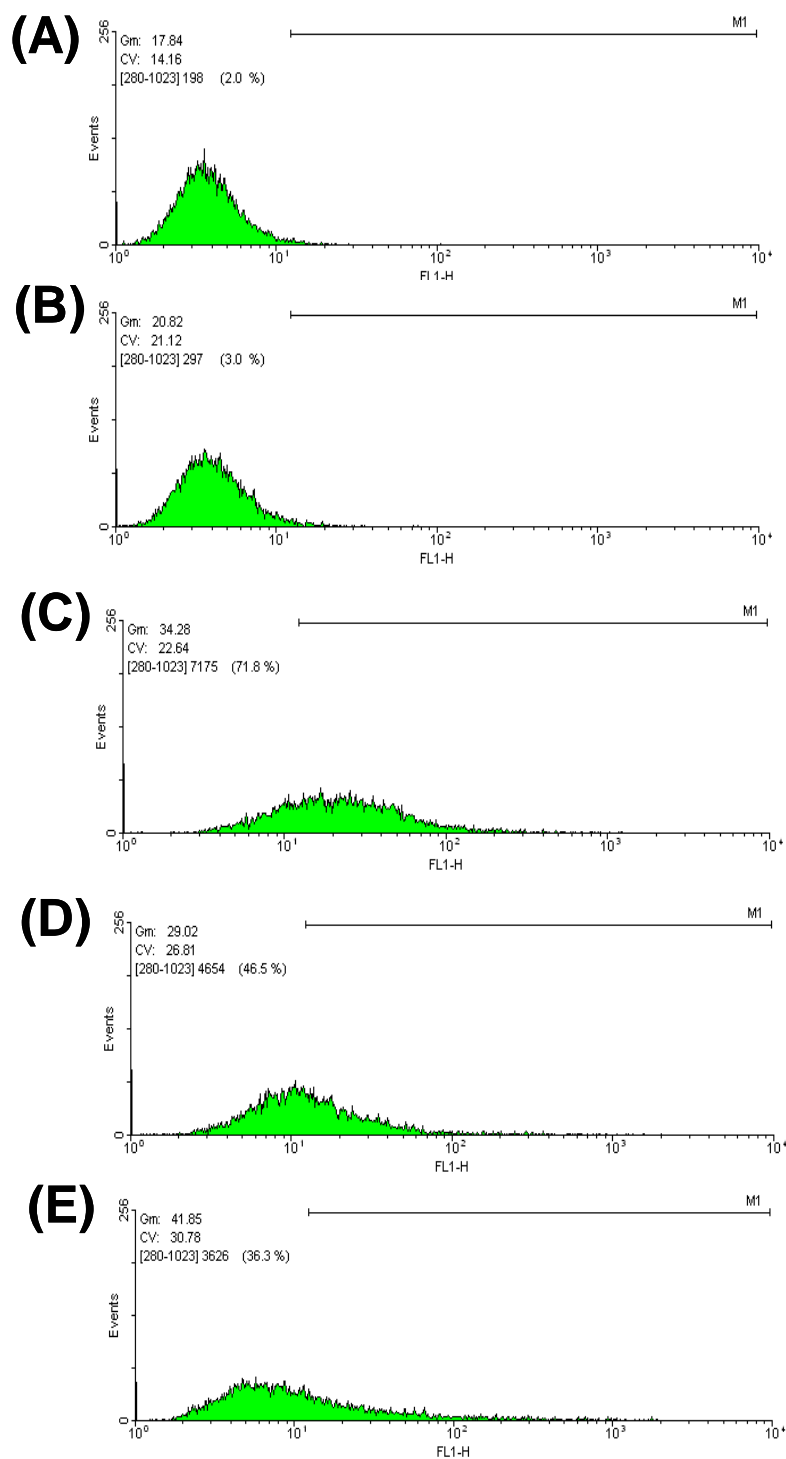 (A)
M1
256
Gm: 17.84
CV: 14.16
[280-1023] 198 (2.0 %)
Events
0
10⁰ 10¹ 10² 10³ 10⁴
FL1-H
(B)
M1
256
Gm: 20.82
CV: 21.12
[280-1023] 297 (3.0 %)
Events
0
10⁰ 10¹ 10² 10³ 10⁴
FL1-H
(C)
M1
256
Gm: 34.28
CV: 22.64
[280-1023] 7175 (71.8 %)
Events
0
10⁰ 10¹ 10² 10³ 10⁴
FL1-H
(D)
M1
256
Gm: 29.02
CV: 26.81
[280-1023] 4654 (46.5 %)
Events
0
10⁰ 10¹ 10² 10³ 10⁴
FL1-H
(E)
M1
256
Gm: 41.85
CV: 30.78
[280-1023] 3626 (36.3 %)
Events
0
10⁰ 10¹ 10² 10³ 10⁴
FL1-H